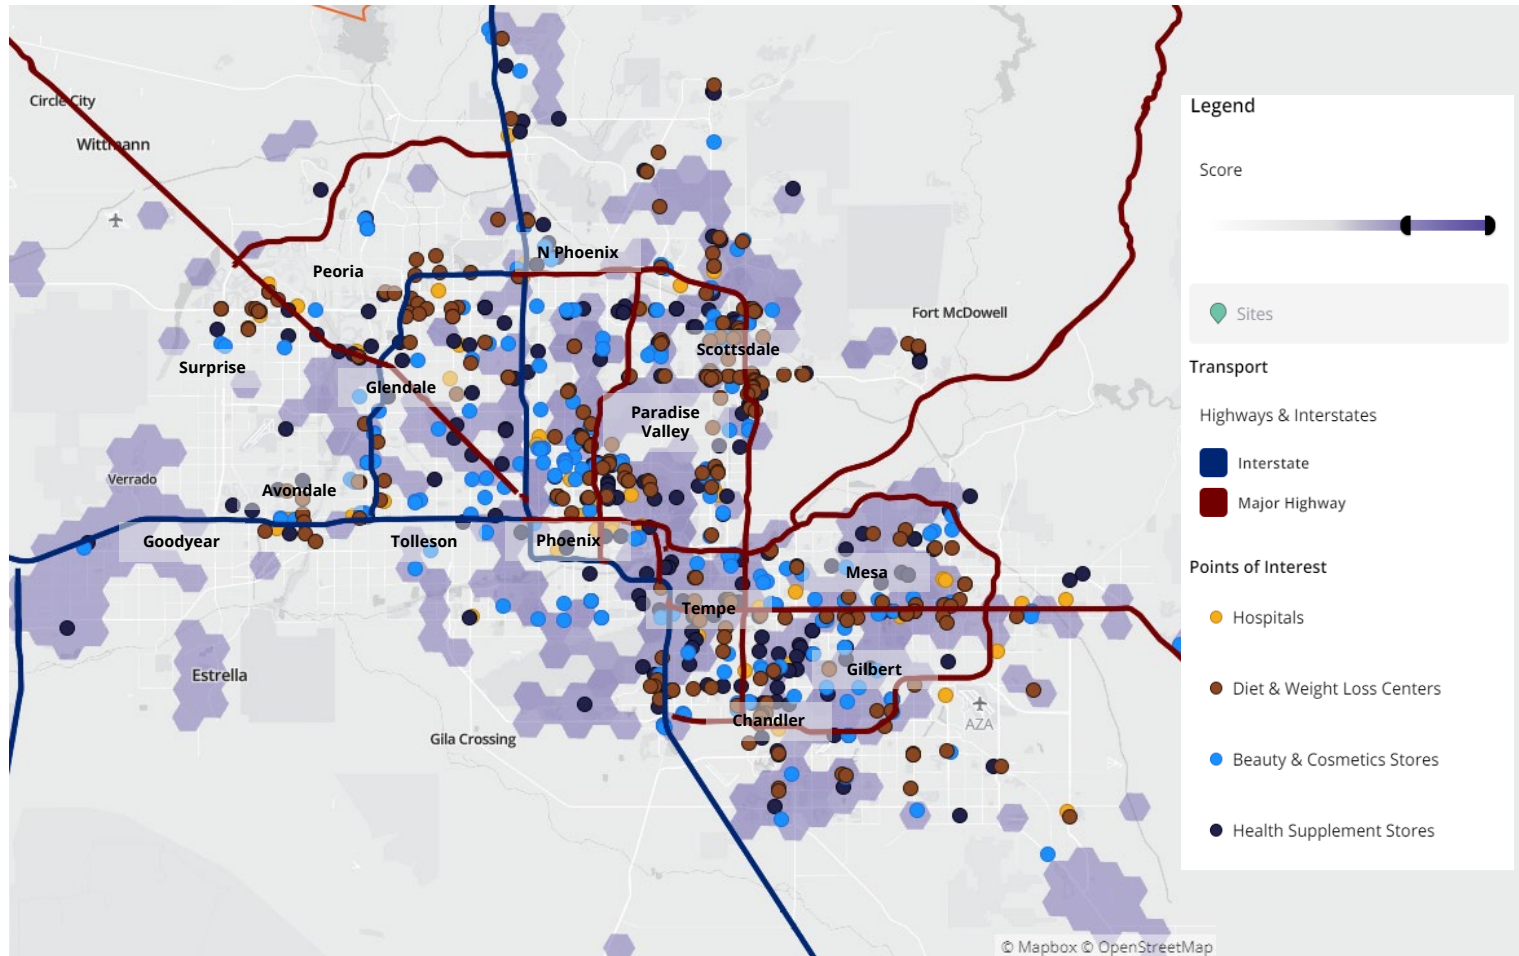 Circle City
Wittmann
N Phoenix
Peoria
Fort McDowell
Scottsdale
Surprise
Glendale
Paradise
Valley
Verrado
Avondale
Goodyear
Tolleson
Phoenix
Mesa
Tempe
Estrella
Gilbert
Chandler
AZA
Gila Crossing
© Mapbox © OpenStreetMap
Legend
Score
Sites
Transport
Highways & Interstates
Interstate
Major Highway
Points of Interest
Hospitals
Diet & Weight Loss Centers
Beauty & Cosmetics Stores
Health Supplement Stores